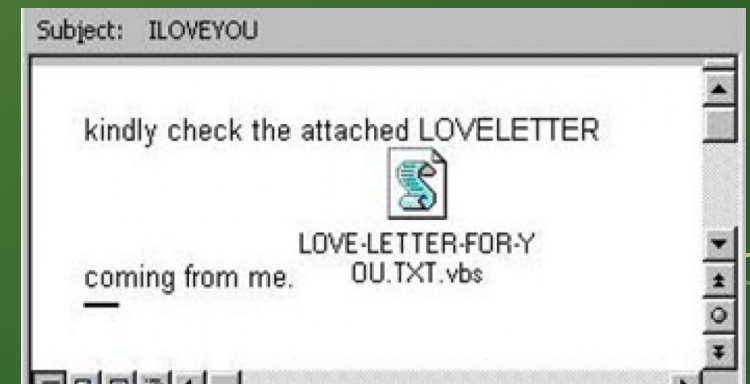 Subject: ILOVEYOU
kindly check the attached LOVELETTER
LOVE-LETTER-FOR-Y
OU.TXT.vbs
coming from me.